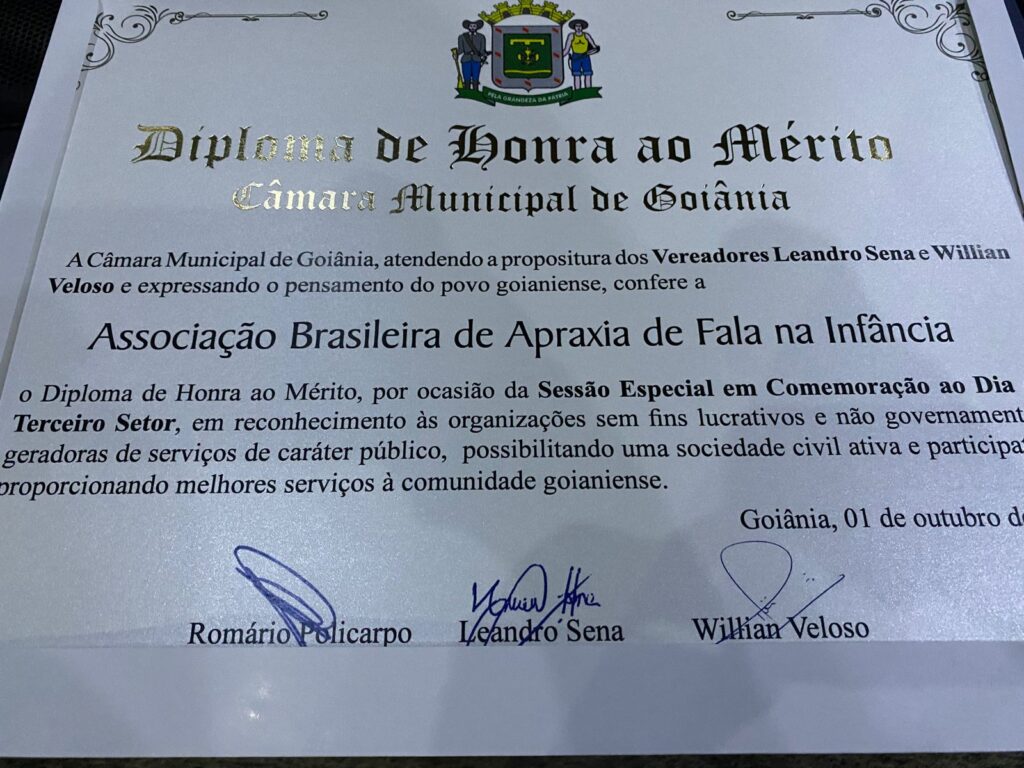 PELA GRANDEZA DA PÁTRIA
Diploma de Honra ao Mérito
Câmara Municipal de Goiânia
A Câmara Municipal de Goiânia, atendendo a propositura dos Vereadores Leandro Sena e Willian
Veloso e expressando o pensamento do povo goianiense, confere a
Associação Brasileira de Apraxia de Fala na Infância
o Diploma de Honra ao Mérito, por ocasião da Sessão Especial em Comemoração ao Dia
Terceiro Setor, em reconhecimento às organizações sem fins lucrativos e não government
geradoras de serviços de caráter público, possibilitando uma sociedade civil ativa e participa
proporcionando melhores serviços à comunidade goianiense.
Goiânia, 01 de outubro d
Romário Policarpo Leandro Sena Willian Veloso